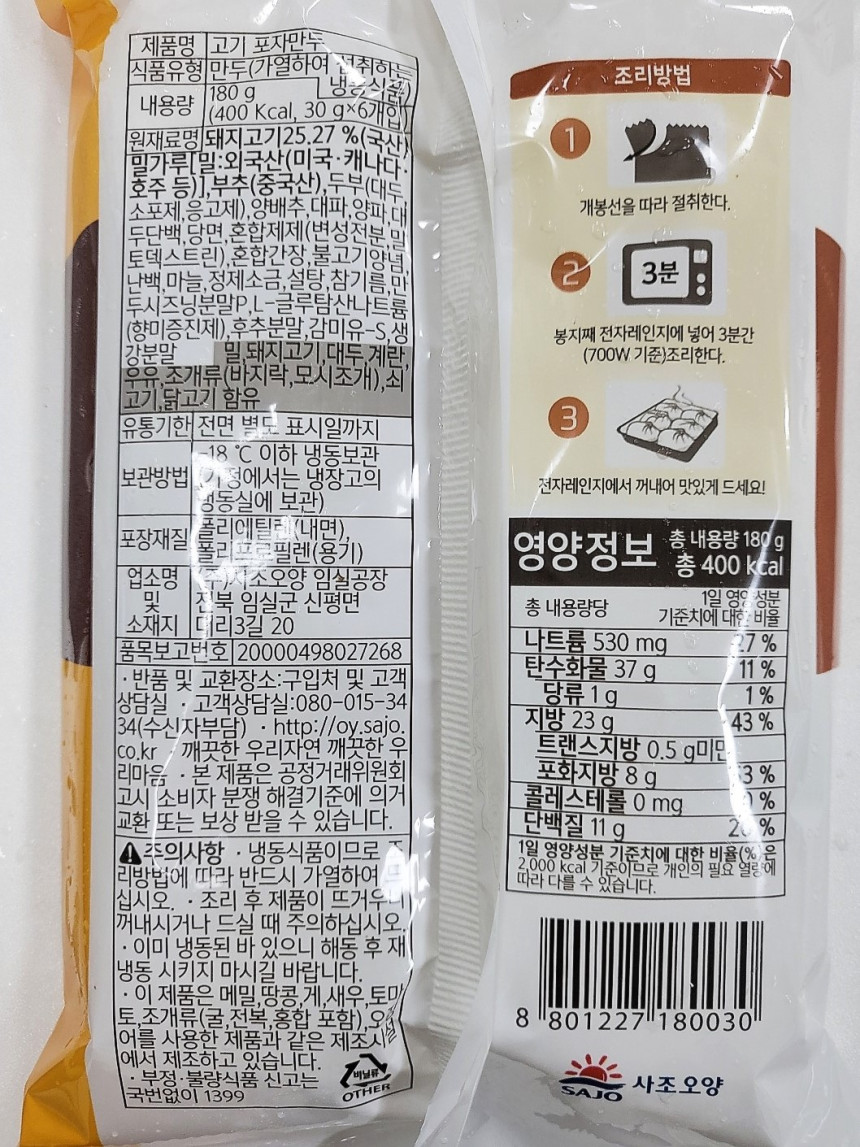 제품명 고기 포자만두
식품유형 만두(가열하여 섭취하는
냉동식품)
내용량 180 g
(400 Kcal, 30 g×6개입)
원재료명 돼지고기25.27 %(국산)
밀가루[밀:외국산(미국·캐나다·
호주 등)],부추(중국산),두부(대두,
소포제,응고제),양배추,대파,양파,대
두단백,당면,혼합제제(변성전분,말
토덱스트린),혼합간장,불고기양념,
난백,마늘,정제소금,설탕,참기름,만
두시즈닝분말P,L-글루탐산나트륨
(향미증진제),후추분말,감미유-S,생
강분말 밀,돼지고기,대두,계란,
우유,조개류(바지락,모시조개),쇠
고기,닭고기 함유
유통기한 전면 별도 표시일까지
보관방법 -18 ℃ 이하 냉동보관
(가정에서는 냉장고의
냉동실에 보관)
포장재질 폴리에틸렌(내면),
폴리프로필렌(용기)
업소명 및 소재지 (주)사조오양 임실공장
전북 임실군 신평면
대리3길 20
품목보고번호 20000498027268
· 반품 및 교환장소:구입처 및 고객
상담실 · 고객상담실:080-015-34
34(수신자부담) · http://oy.sajo.
co.kr · 깨끗한 우리자연 깨끗한 우
리마음 · 본 제품은 공정거래위원회
고시 소비자 분쟁 해결기준에 의거
교환 또는 보상 받을 수 있습니다.
주의사항 · 냉동식품이므로 조
리방법에 따라 반드시 가열하여 드
십시오. · 조리 후 제품이 뜨거우니
꺼내시거나 드실 때 주의하십시오.
· 이미 냉동된 바 있으니 해동 후 재
냉동 시키지 마시길 바랍니다.
· 이 제품은 메밀,땅콩,게,새우,토마
토,조개류(굴,전복,홍합 포함),오징
어를 사용한 제품과 같은 제조시설
에서 제조하고 있습니다.
· 부정·불량식품 신고는
국번없이 1399
비닐류
OTHER
조리방법
1
개봉선을 따라 절취한다.
2
3분
봉지째 전자레인지에 넣어 3분간
(700W 기준)조리한다.
3
전자레인지에서 꺼내어 맛있게 드세요!
영양정보 총 내용량 180 g
총 400 kcal
총 내용량당 1일 영양성분
기준치에 대한 비율
나트륨 530 mg 27 %
탄수화물 37 g 11 %
당류 1 g 1 %
지방 23 g 43 %
트랜스지방 0.5 g미만
포화지방 8 g 53 %
콜레스테롤 0 mg 0 %
단백질 11 g 20 %
1일 영양성분 기준치에 대한 비율(%)은
2,000 kcal 기준이므로 개인의 필요 열량에
따라 다를 수 있습니다.
8 801227 180030
SAJO 사조오양